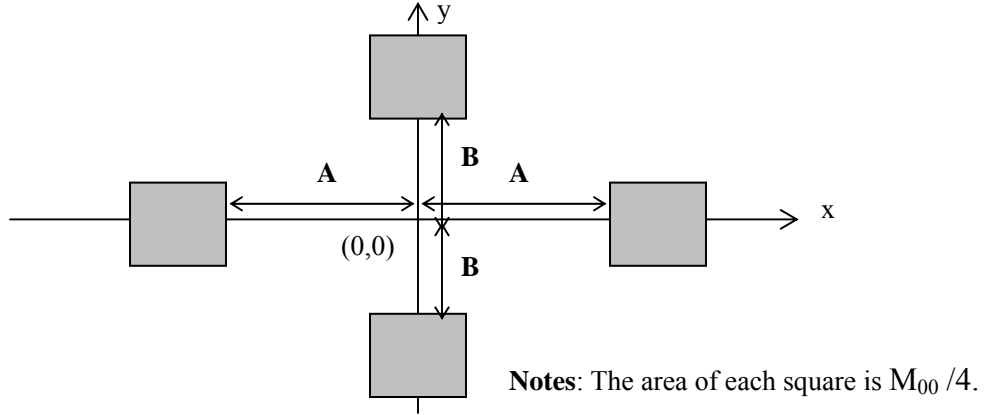 y
B
A A
x
(0,0)
B
Notes: The area of each square is M₀₀ /4.